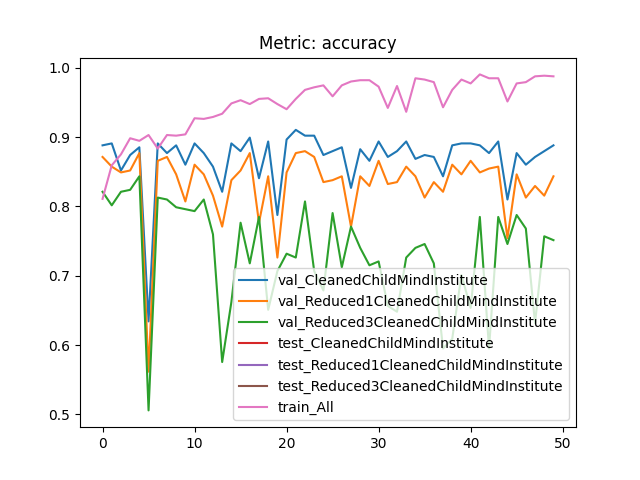 Metric: accuracy
1.0
0.9
0.8
0.7
0.6
0.5
0
10
20
30
40
50
val_CleanedChildMindInstitute
val_Reduced1CleanedChildMindInstitute
val_Reduced3CleanedChildMindInstitute
test_CleanedChildMindInstitute
test_Reduced1CleanedChildMindInstitute
test_Reduced3CleanedChildMindInstitute
train_All